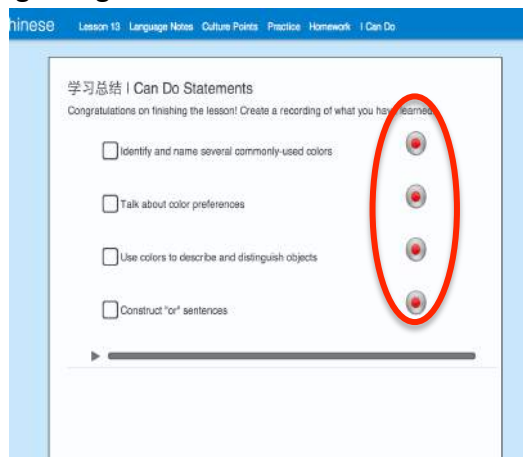 hinese
Lesson 13 Language Notes Culture Points Practice Homework I Can Do
学习总结 I Can Do Statements
Congratulations on finishing the lesson! Create a recording of what you have learned
Identify and name several commonly-used colors
Talk about color preferences
Use colors to describe and distinguish objects
Construct "or" sentences